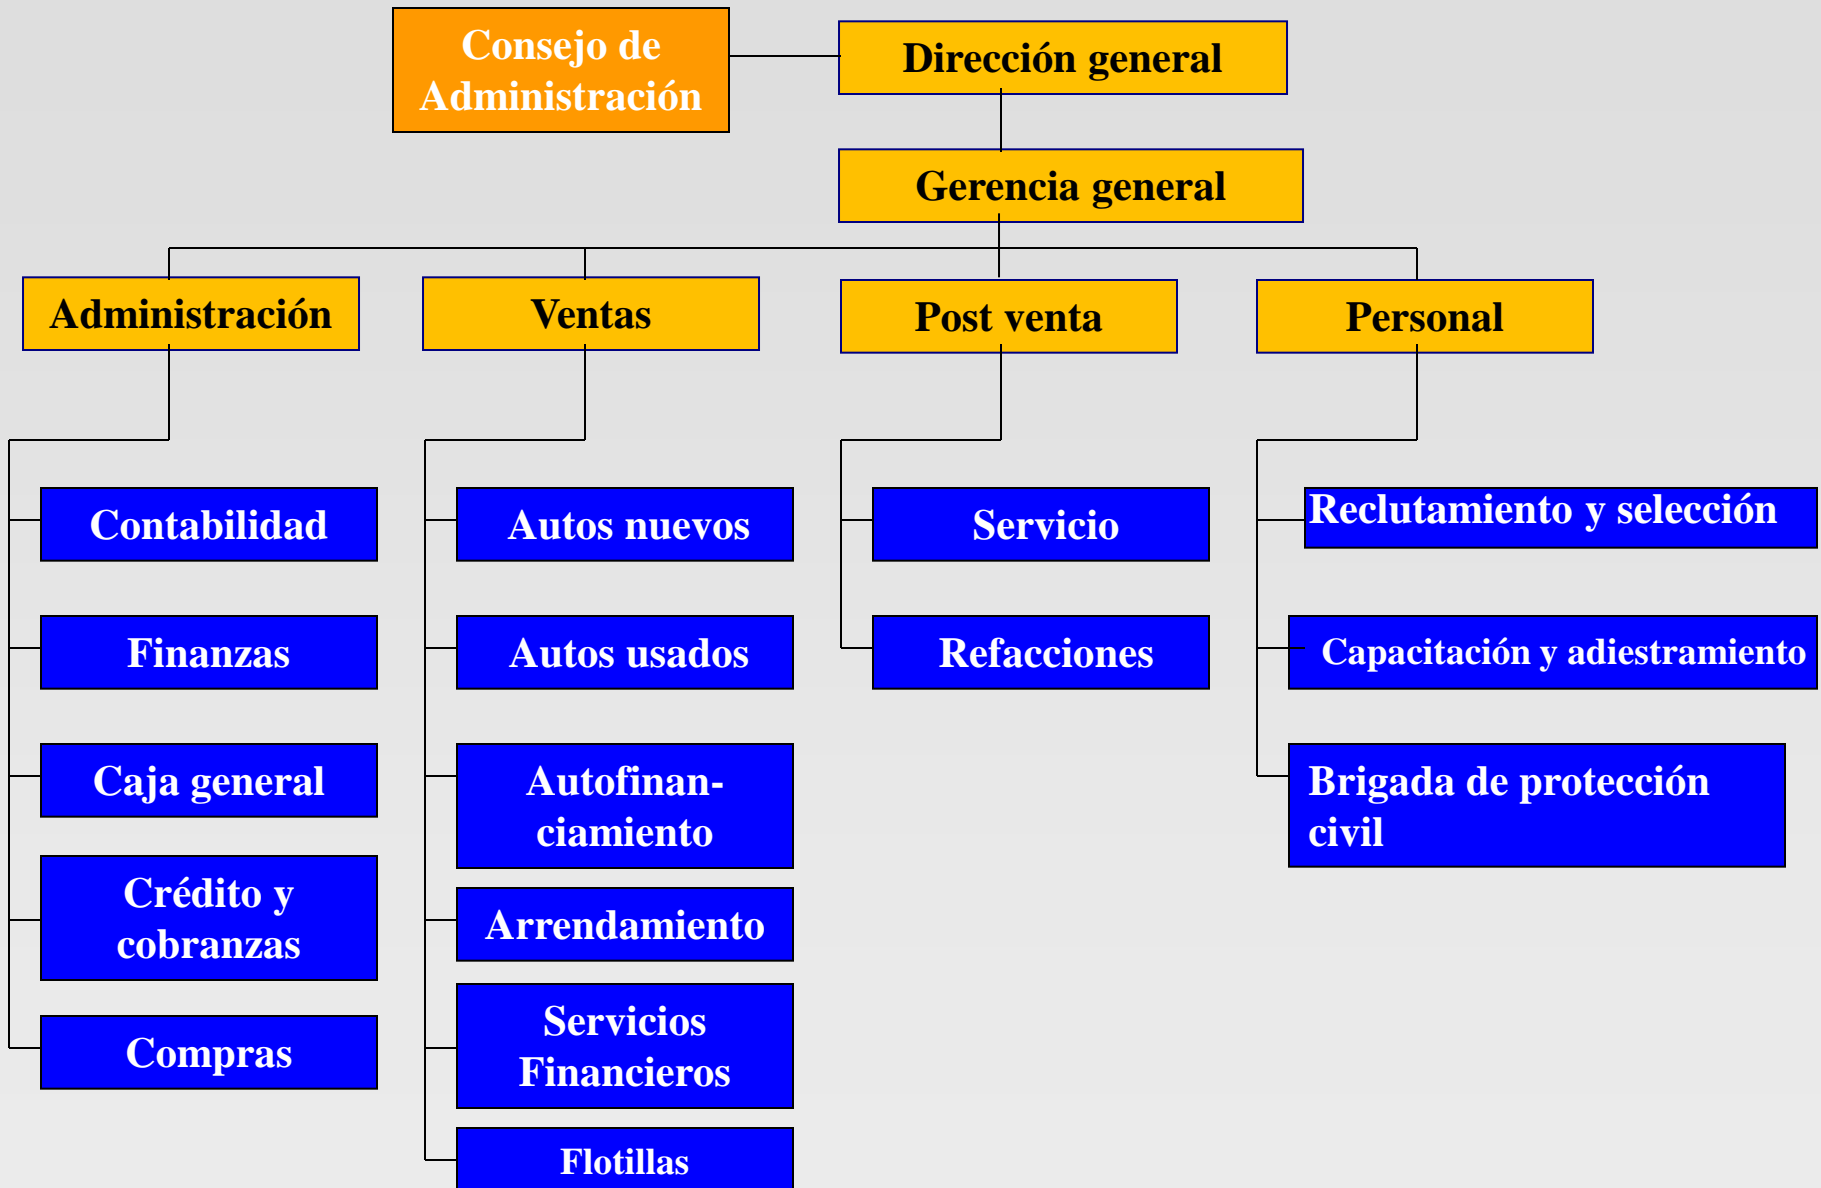 Consejo de
Administración
Dirección general
Gerencia general
Administración
Ventas
Post venta
Personal
Contabilidad
Finanzas
Caja general
Crédito y
cobranzas
Compras
Autos nuevos
Autos usados
Autofinan-
ciamiento
Arrendamiento
Servicios
Financieros
Flotillas
Servicio
Refacciones
Reclutamiento y selección
Capacitación y adiestramiento
Brigada de protección
civil